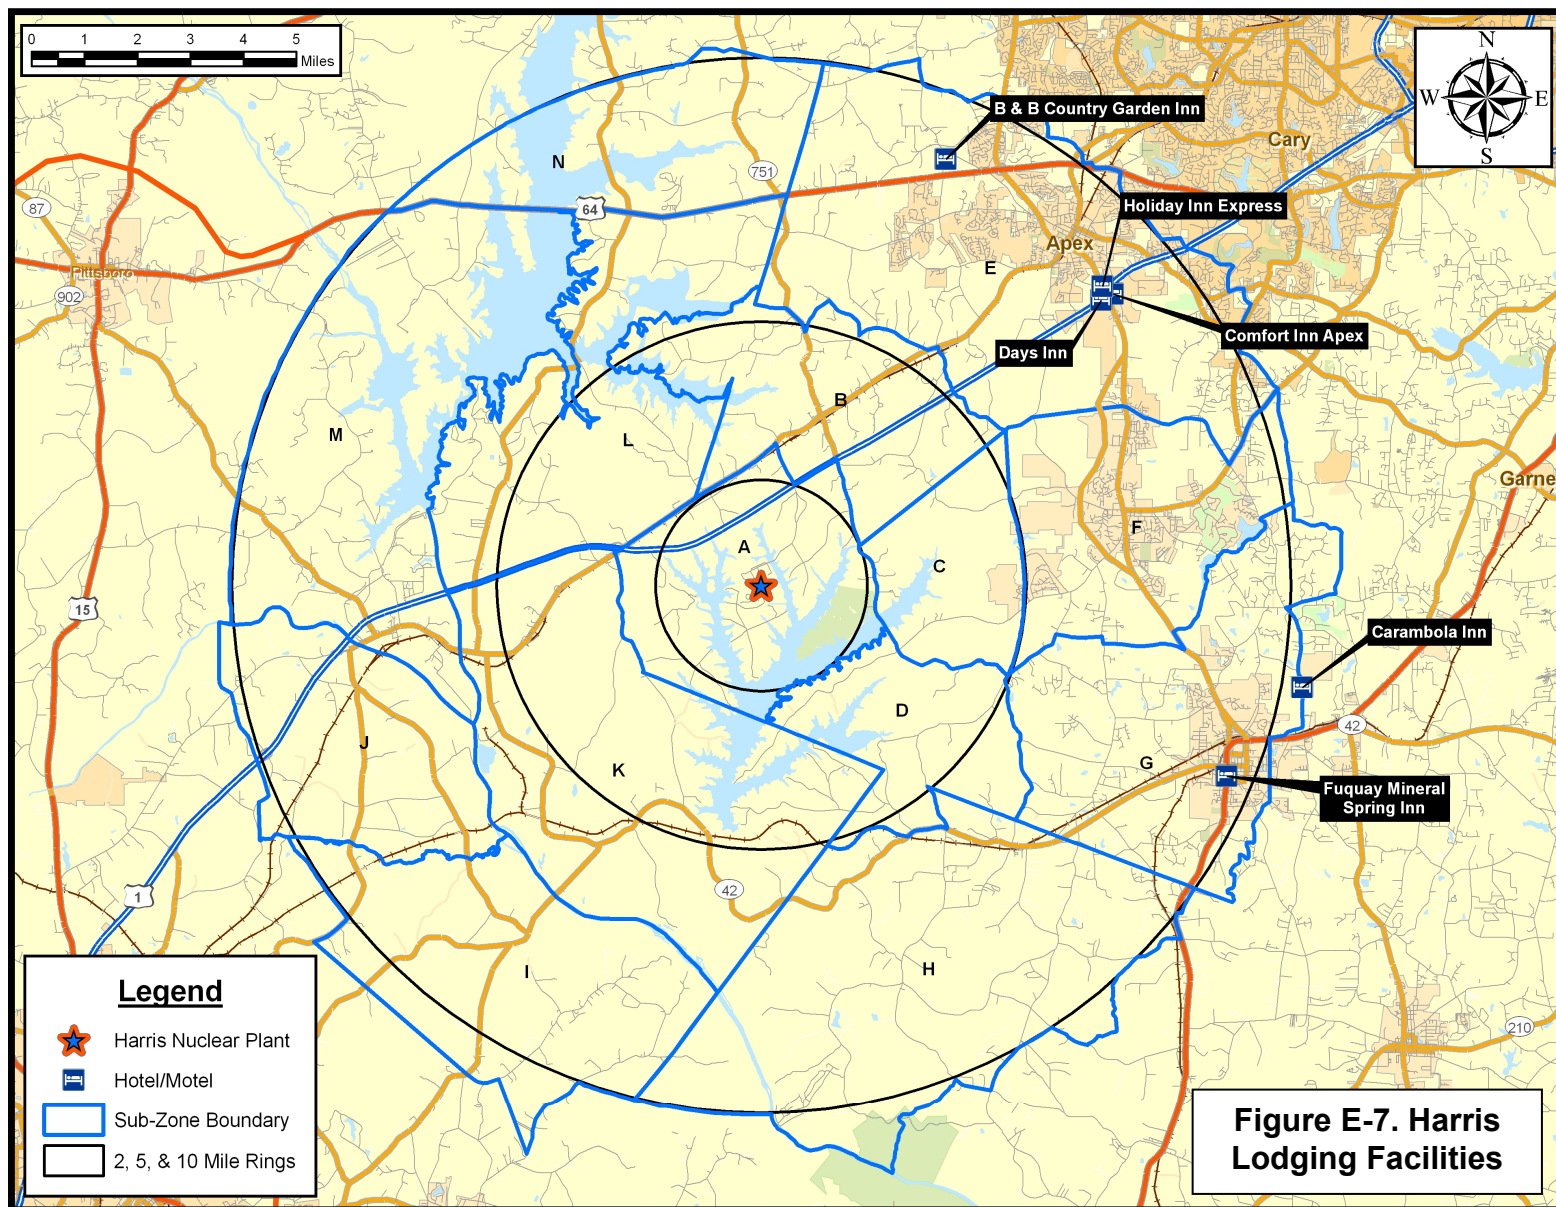 0 1 2 3 4 5
Miles
N
W E
S
B & B Country Garden Inn
Cary
N
751
87
64
Holiday Inn Express
Apex
E
Pittsboro
902
Comfort Inn Apex
Days Inn
B
M
L
Garne
F
A
C
15
Carambola Inn
D
42
J
G
K
Fuquay Mineral
Spring Inn
42
1
H
I
210
Legend
Harris Nuclear Plant
Hotel/Motel
Sub-Zone Boundary
2, 5, & 10 Mile Rings
Figure E-7. Harris
Lodging Facilities